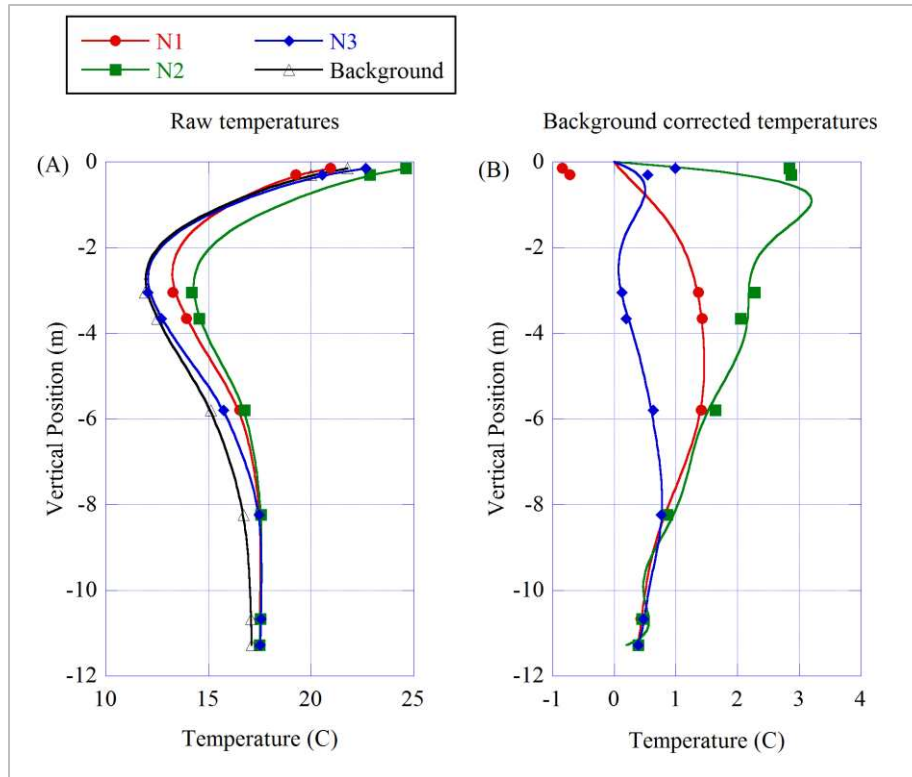 N1 N3
N2 Background
Raw temperatures Background corrected temperatures
(A) (B)
0 0
-2 -2
-4 -4
-6 -6
-8 -8
-10 -10
-12 -12
Vertical Position (m) Vertical Position (m)
10 15 20 25 -1 0 1 2 3 4
Temperature (C) Temperature (C)